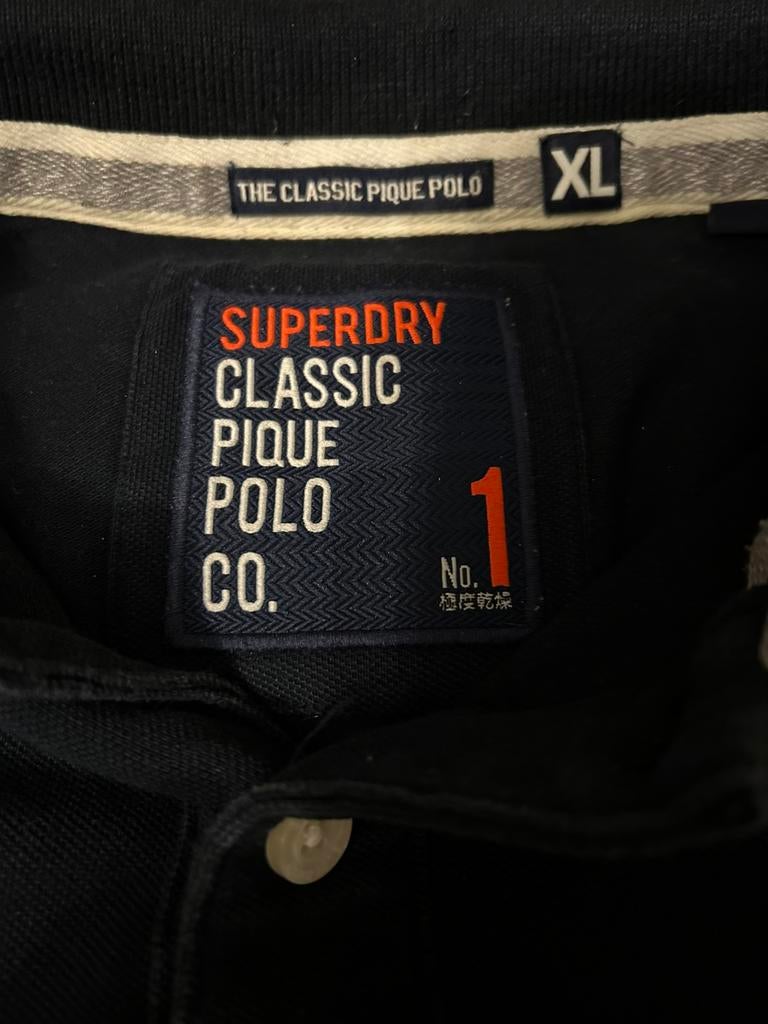 THE CLASSIC PIQUE POLO
XL
SUPERDRY
CLASSIC
PIQUE
POLO
CO.
No. 1
極度乾燥